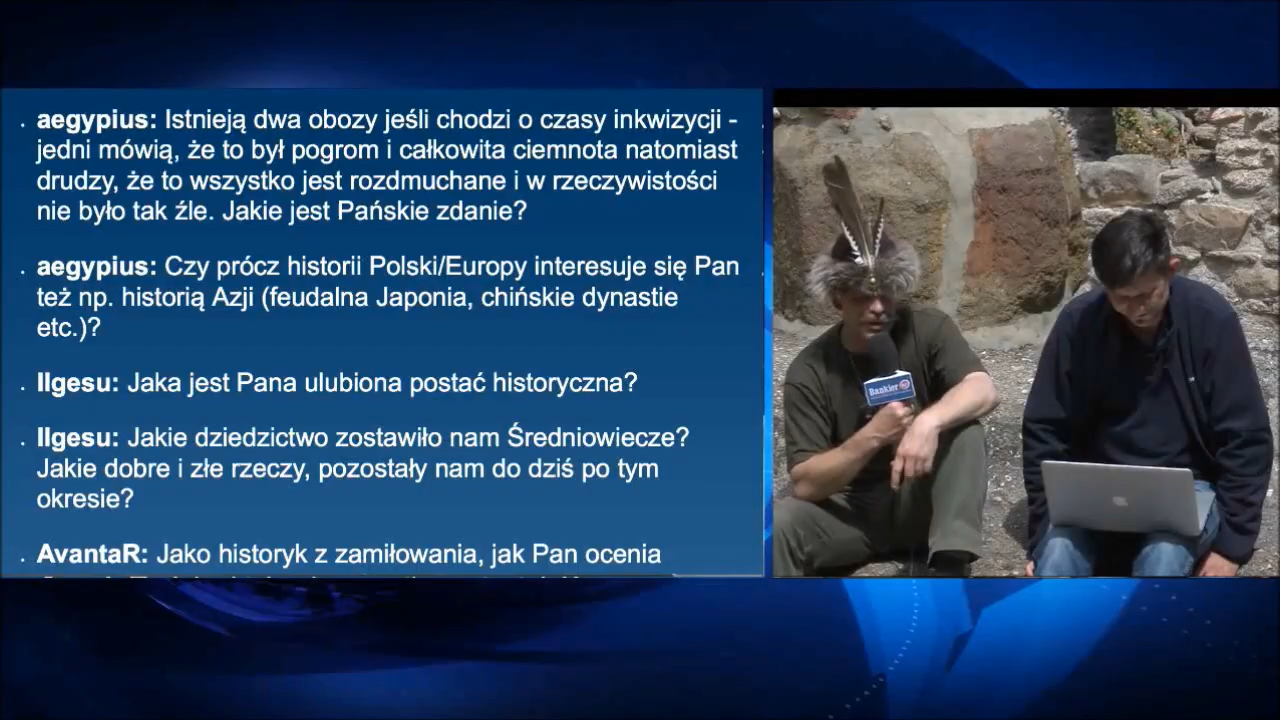 aegypius: Istnieją dwa obozy jeśli chodzi o czasy inkwizycji -
jedni mówią, że to był pogrom i całkowita ciemnota natomiast
drudzy, że to wszystko jest rozdmuchane i w rzeczywistości
nie było tak źle. Jakie jest Pańskie zdanie?
aegypius: Czy prócz historii Polski/Europy interesuje się Pan
też np. historią Azji (feudalna Japonia, chińskie dynastie
etc.)?
Ilgesu: Jaka jest Pana ulubiona postać historyczna?
Ilgesu: Jakie dziedzictwo zostawiło nam Średniowiecze?
Jakie dobre i złe rzeczy, pozostały nam do dziś po tym
okresie?
AvantaR: Jako historyk z zamiłowania, jak Pan ocenia
Bankier